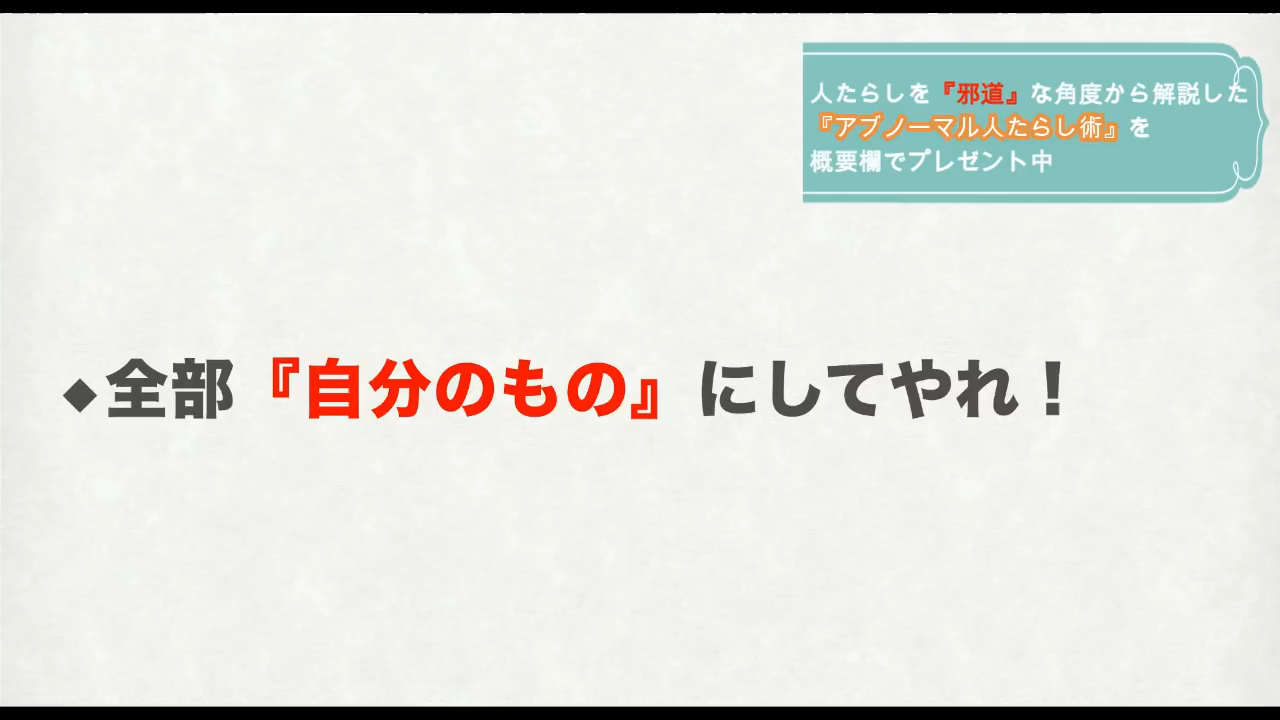 人たらしを『邪道』な角度から解説した
『アブノーマル人たらし術』を
概要欄でプレゼント中
◆全部『自分のもの』にしてやれ！